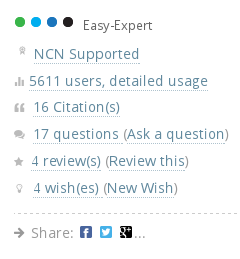 Easy-Expert
NCN Supported
5611 users, detailed usage
16 Citation(s)
17 questions (Ask a question)
4 review(s) (Review this)
4 wish(es) (New Wish)
Share: ...